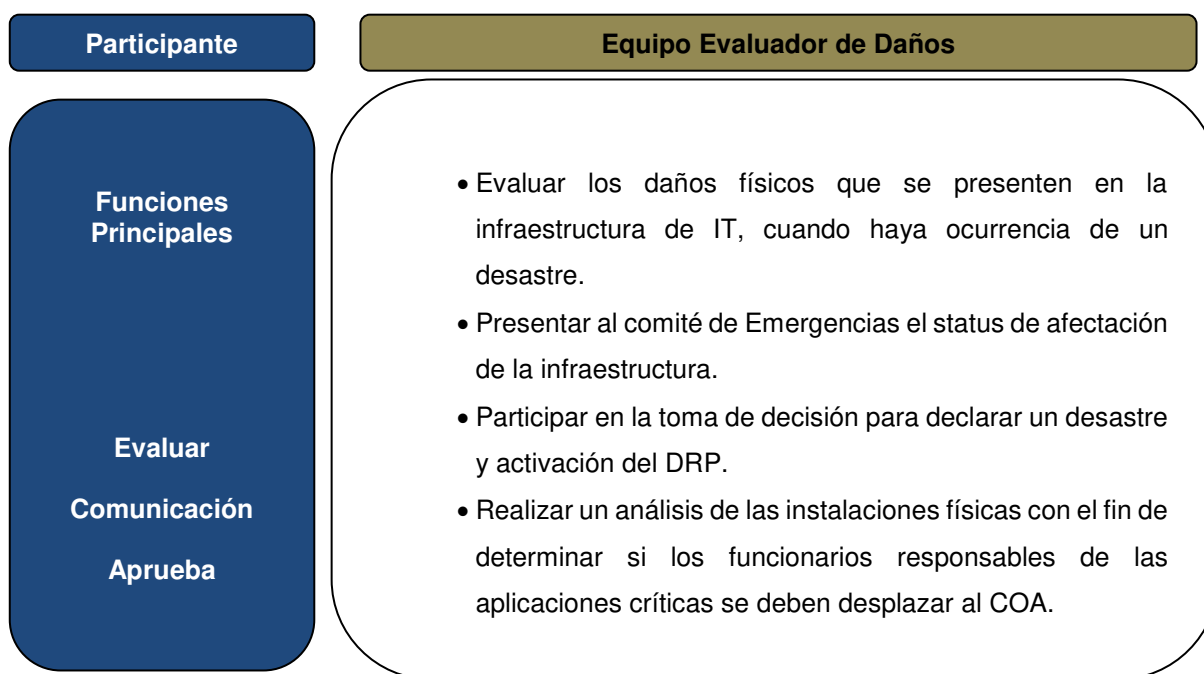 Participante
Equipo Evaluador de Daños
Funciones
Principales
Evaluar
Comunicación
Aprueba
• Evaluar los daños físicos que se presenten en la
infraestructura de IT, cuando haya ocurrencia de un
desastre.
• Presentar al comité de Emergencias el status de afectación
de la infraestructura.
• Participar en la toma de decisión para declarar un desastre
y activación del DRP.
• Realizar un análisis de las instalaciones físicas con el fin de
determinar si los funcionarios responsables de las
aplicaciones críticas se deben desplazar al COA.